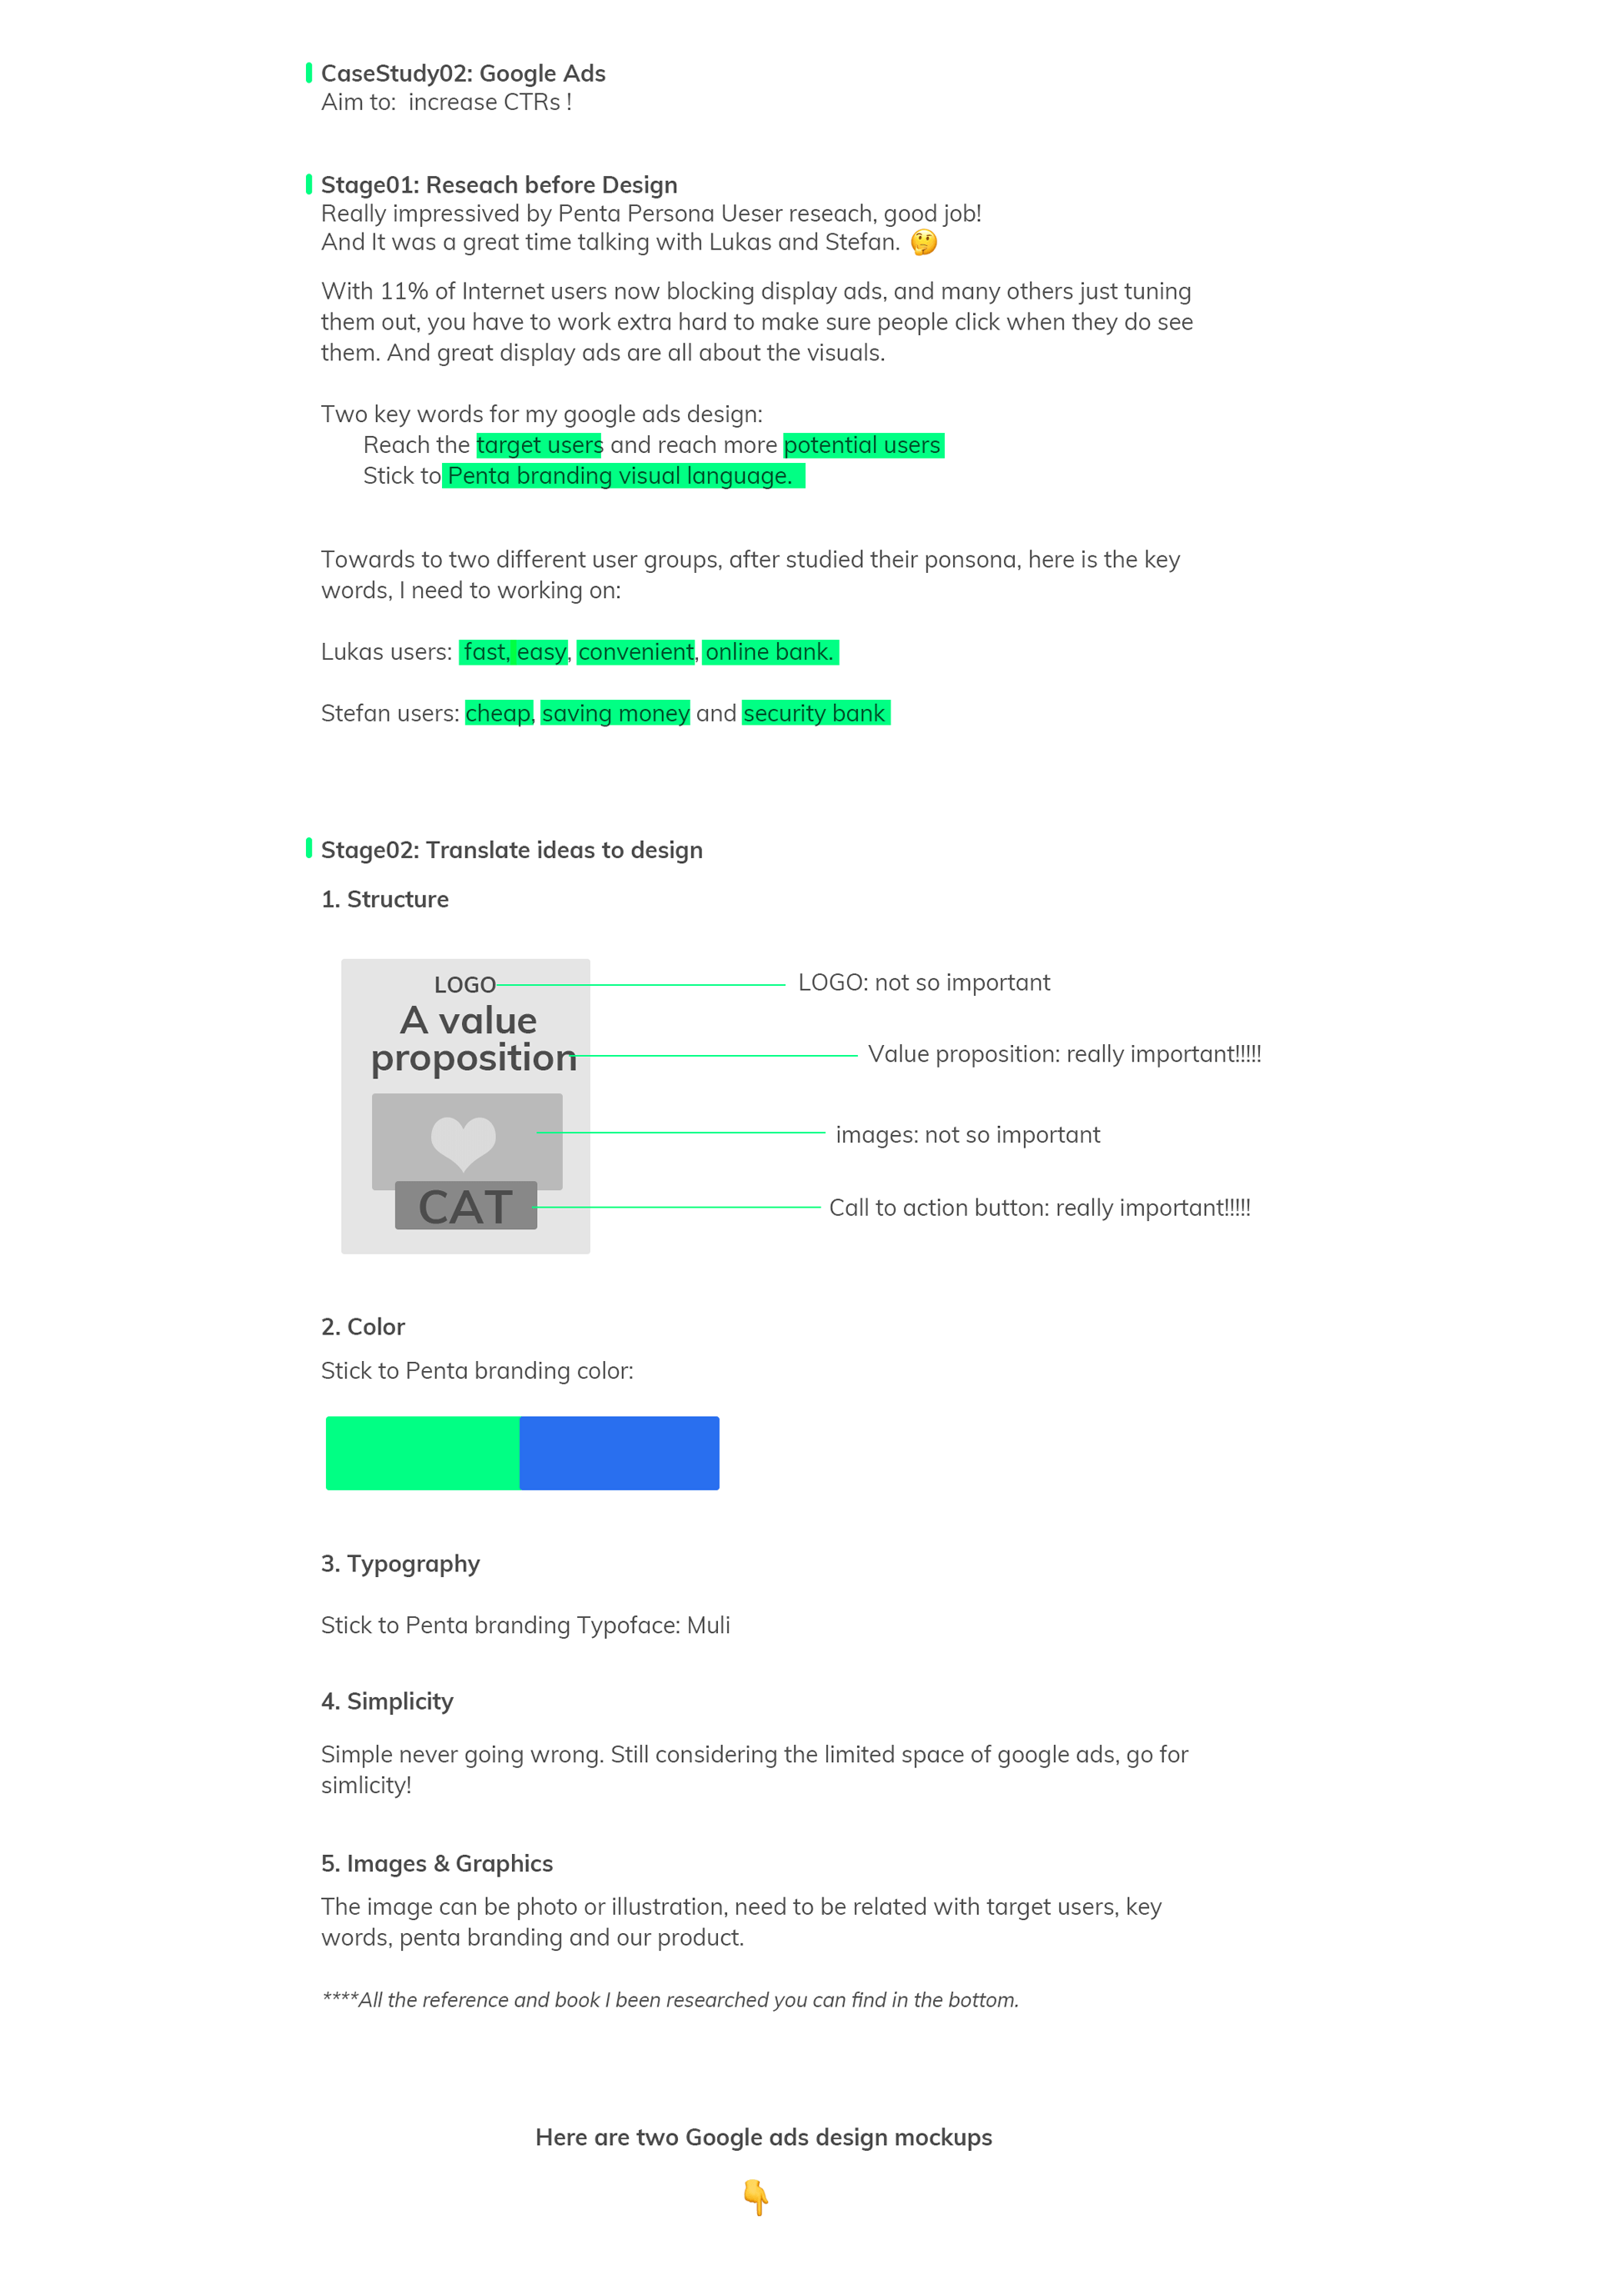 CaseStudy02: Google Ads
Aim to:  increase CTRs !
Stage01: Reseach before Design
Really impressived by Penta Persona Ueser reseach, good job!
And It was a great time talking with Lukas and Stefan. 🤔
With 11% of Internet users now blocking display ads, and many others just tuning
them out, you have to work extra hard to make sure people click when they do see
them. And great display ads are all about the visuals.
Two key words for my google ads design:
Reach the target users and reach more potential users
Stick to Penta branding visual language.
Towards to two different user groups, after studied their ponsona, here is the key
words, I need to working on:
Lukas users: fast, easy, convenient, online bank.
Stefan users: cheap, saving money and security bank
Stage02: Translate ideas to design
1. Structure
LOGO
A value
proposition
CAT
LOGO: not so important
Value proposition: really important!!!!!
images: not so important
Call to action button: really important!!!!!
2. Color
Stick to Penta branding color:
3. Typography
Stick to Penta branding Typoface: Muli
4. Simplicity
Simple never going wrong. Still considering the limited space of google ads, go for
simlicity!
5. Images & Graphics
The image can be photo or illustration, need to be related with target users, key
words, penta branding and our product.
****All the reference and book I been researched you can find in the bottom.
Here are two Google ads design mockups
👇